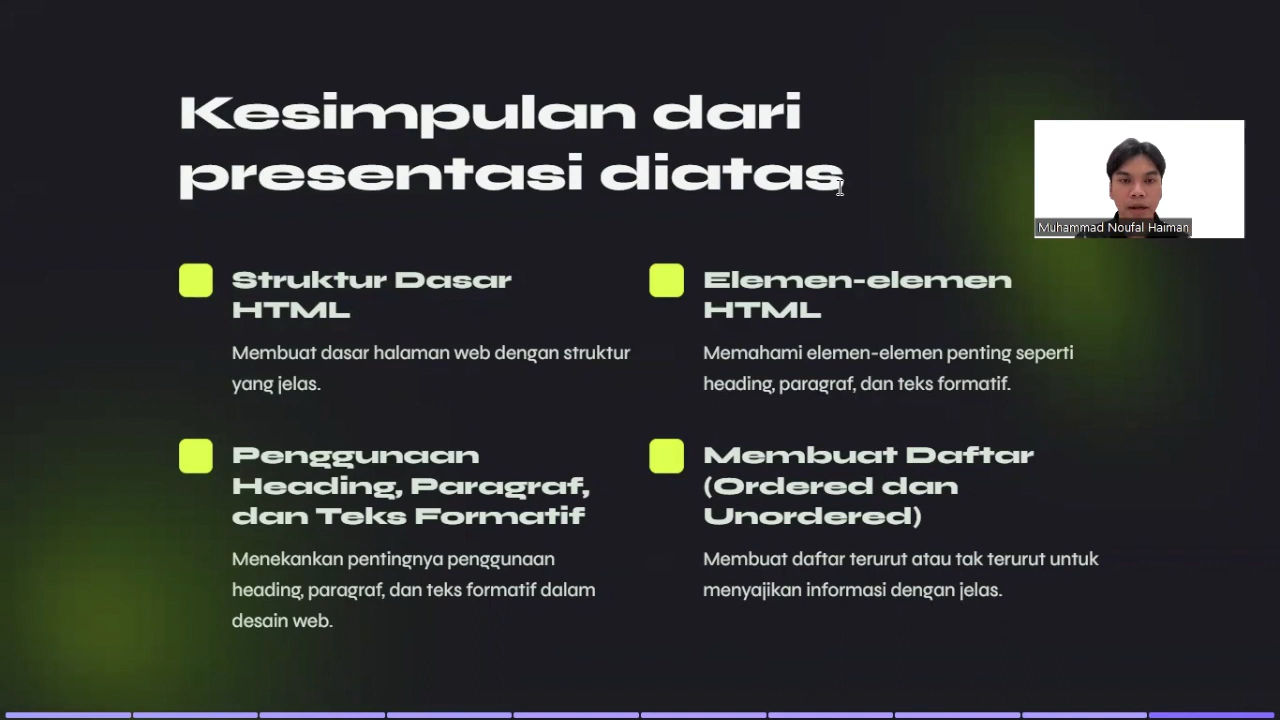 Kesimpulan dari
presentasi diatas
Muhammad Noufal Haiman
Struktur Dasar
HTML
Membuat dasar halaman web dengan struktur
yang jelas.
Elemen-elemen
HTML
Memahami elemen-elemen penting seperti
heading, paragraf, dan teks formatif.
Penggunaan
Heading, Paragraf,
dan Teks Formatif
Menekankan pentingnya penggunaan
heading, paragraf, dan teks formatif dalam
desain web.
Membuat Daftar
(Ordered dan
Unordered)
Membuat daftar terurut atau tak terurut untuk
menyajikan informasi dengan jelas.